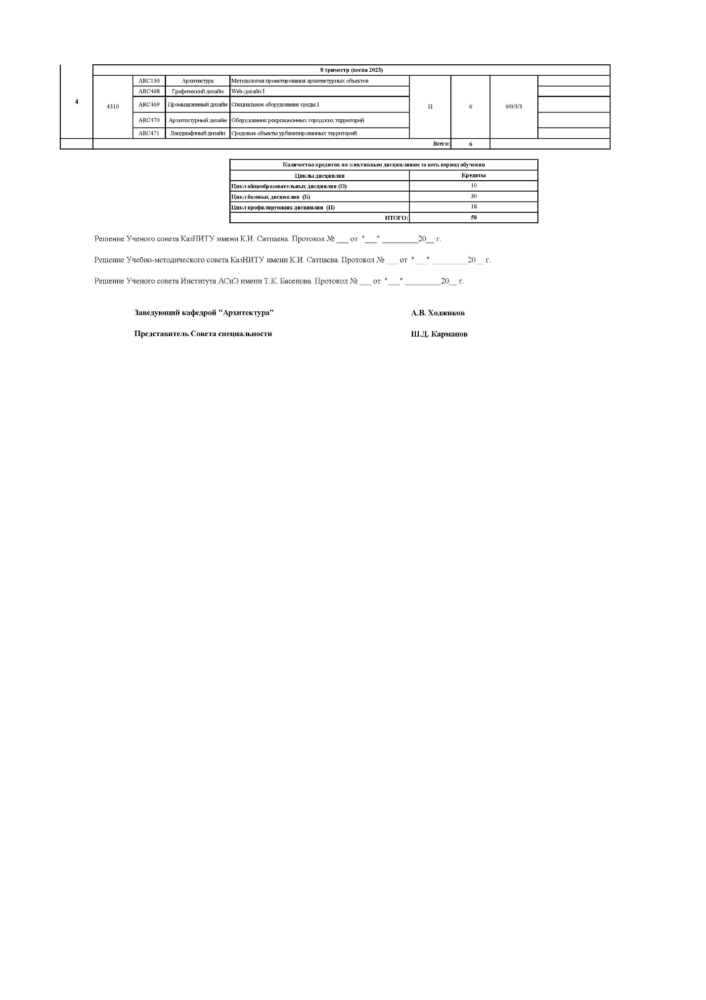 8 триместр (весна 2023)
4
4310
ARC130 Архитектура Методология проектирования архитектурных объектов
ARC468 Графический дизайн Web-дизайн I
ARC469 Промышленный дизайн Специальное оборудование среды I
П 6 0/0/3/3
ARC470 Архитектурный дизайн Оборудование рекреационных городских территорий
ARC471 Ландшафтный дизайн Средовые объекты урбанизированных территорий
Всего: 6
Количество кредитов по элективным дисциплинам за весь период обучения
Циклы дисциплин Кредиты
Цикл общеобразовательных дисциплин (О) 10
Цикл базовых дисциплин (Б) 30
Цикл профилирующих дисциплин (П) 18
ИТОГО: 58
Решение Ученого совета КазНИТУ имени К.И. Сатпаева. Протокол № ___ от "___" _________20__ г.
Решение Учебно-методического совета КазНИТУ имени К.И. Сатпаева. Протокол № ___ от "___" _________20__ г.
Решение Ученого совета Института АСиЭ имени Т.К. Басенова. Протокол № ___ от "___" _________20__ г.
Заведующий кафедрой "Архитектура" А.В. Ходжиков
Представитель Совета специальности Ш.Д. Карманов